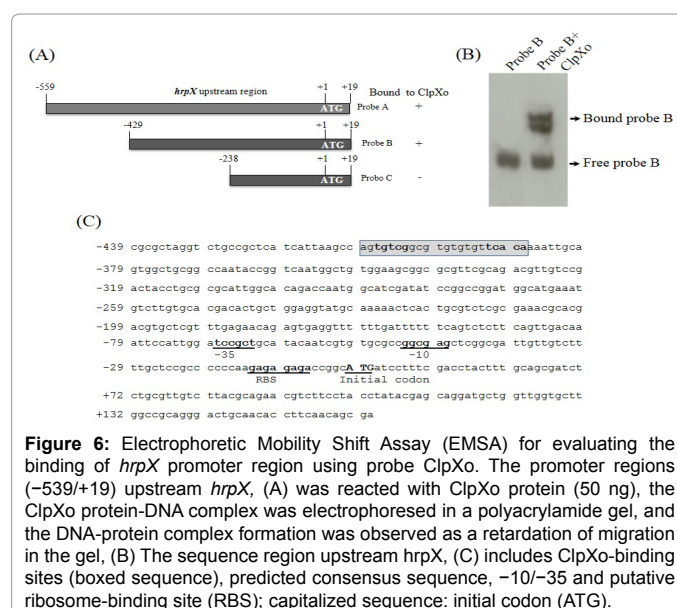 (A)
(B)
Probe B
Probe B+
ClpXo
-559
hrpX upstream region
+1
+19
Bound to ClpXo
ATG
Probe A
+
-429
+1
+19
ATG
Probe B
+
-238
+1
+19
ATG
Probo C
-
Bound probe B
Free probe B
(C)
-439 cgcgctaggt ctgccgctca tcattaagcc agtgtcggcg tgtgtgtttcac acaaaattgca
-379 gtggctgcgg ccaataccgg tcaatggctg tggaagcggc gcgttcgcag acgttgtccg
-319 actacctgcg cgcattggca cagaccaatg gcatcgatat ccggccggat ggcatgaaat
-259 gtcttgtgca cgacactgct ggaggtatgc aaaaactcac tgcgtctcgc cgaaacgcacg
-199 acgtgctcgt ttgagaacag agtgaggttt ttttgatttt tcagtctctt cagttgacaa
-79 attccattgg atccgctgca tacaatcgtg tgcgccggcg agctcggcga ttgttgtctt
-35
-10
-29 ttgctccgcc ccccaagaga gagaccggcA TGatcctttc gacctacttt gcagcgatct
RBS
Initial codon
+72 ctgcgttgtc ttacgcagaa cgtcttccta cctatacgag caggatgctg gttggtgctt
+132 ggccgcaggg actgcaacac cttcaacagc ga
Figure 6: Electrophoretic Mobility Shift Assay (EMSA) for evaluating the
binding of hrpX promoter region using probe ClpXo. The promoter regions
(−539/+19) upstream hrpX, (A) was reacted with ClpXo protein (50 ng), the
ClpXo protein-DNA complex was electrophoresed in a polyacrylamide gel, and
the DNA-protein complex formation was observed as a retardation of migration
in the gel, (B) The sequence region upstream hrpX, (C) includes ClpXo-binding
sites (boxed sequence), predicted consensus sequence, −10/−35 and putative
ribosome-binding site (RBS); capitalized sequence: initial codon (ATG).